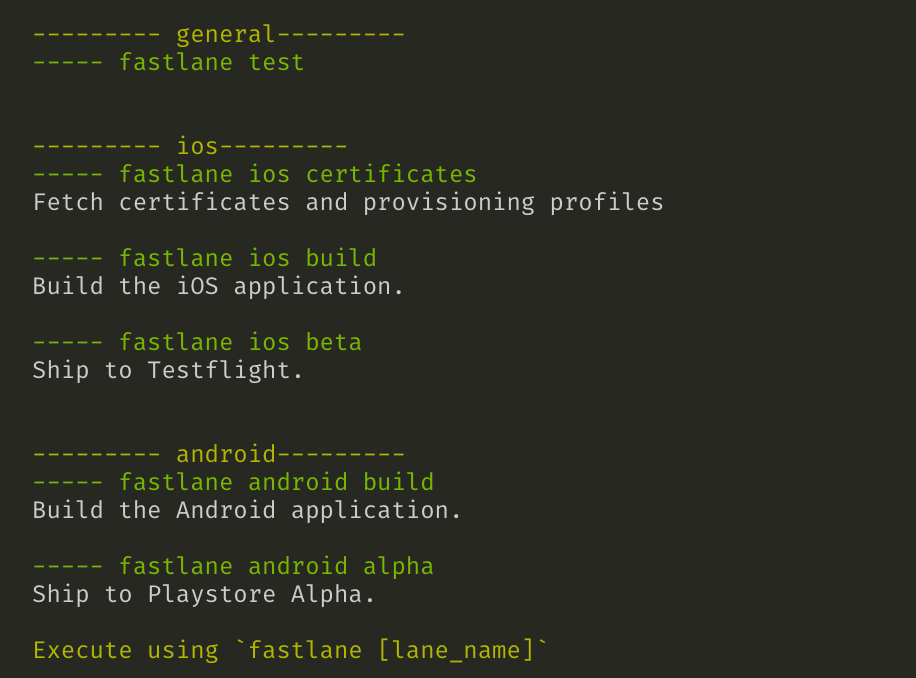 --------- general---------
----- fastlane test
--------- ios---------
----- fastlane ios certificates
Fetch certificates and provisioning profiles
----- fastlane ios build
Build the iOS application.
----- fastlane ios beta
Ship to Testflight.
--------- android---------
----- fastlane android build
Build the Android application.
----- fastlane android alpha
Ship to Playstore Alpha.
Execute using `fastlane [lane_name]`